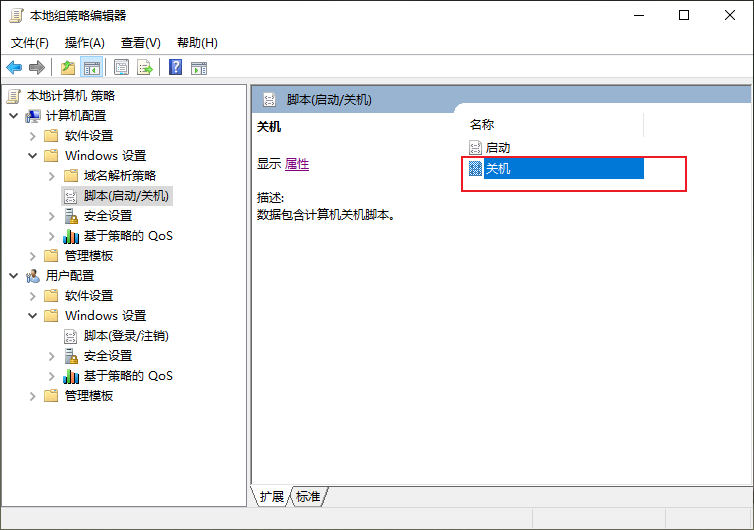 本地组策略编辑器
文件(F) 操作(A) 查看(V) 帮助(H)
本地计算机 策略
计算机配置
软件设置
Windows 设置
域名解析策略
脚本(启动/关机)
安全设置
基于策略的 QoS
管理模板
用户配置
软件设置
Windows 设置
脚本(登录/注销)
安全设置
基于策略的 QoS
管理模板
脚本(启动/关机)
关机
显示 属性
描述:
数据包含计算机关机脚本。
名称
启动
关机
扩展 标准